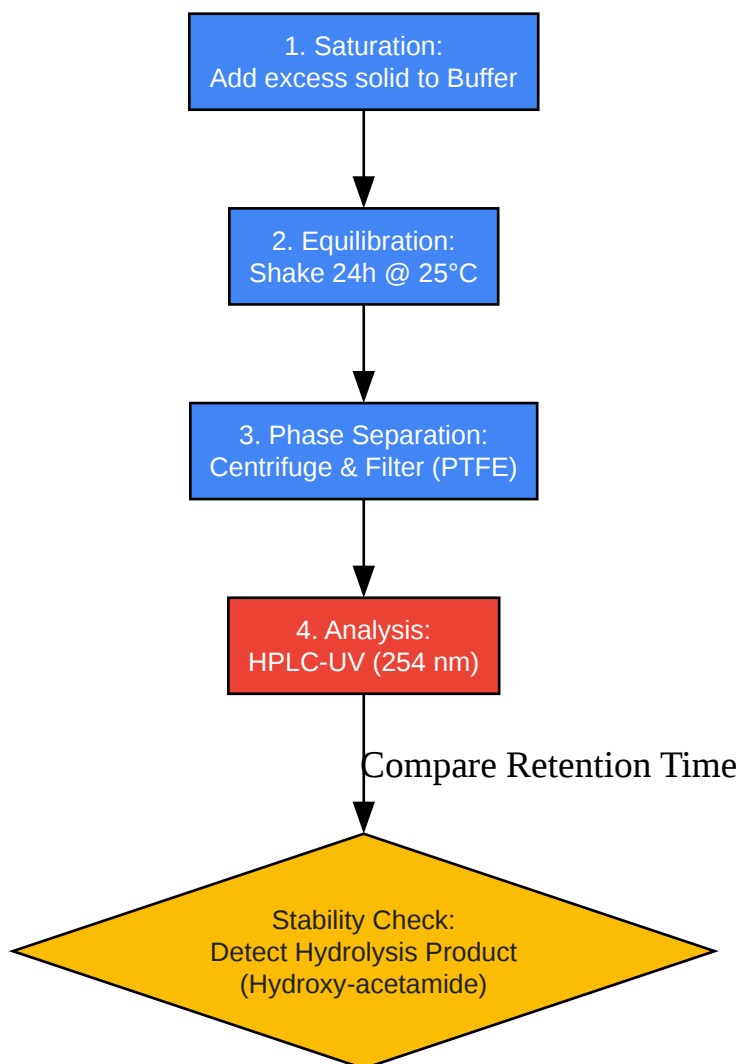 1. Saturation:
Add excess solid to Buffer
2. Equilibration:
Shake 24h @ 25°C
3. Phase Separation:
Centrifuge & Filter (PTFE)
4. Analysis:
HPLC-UV (254 nm)
Compare Retention Time
Stability Check:
Detect Hydrolysis Product
(Hydroxy-acetamide)